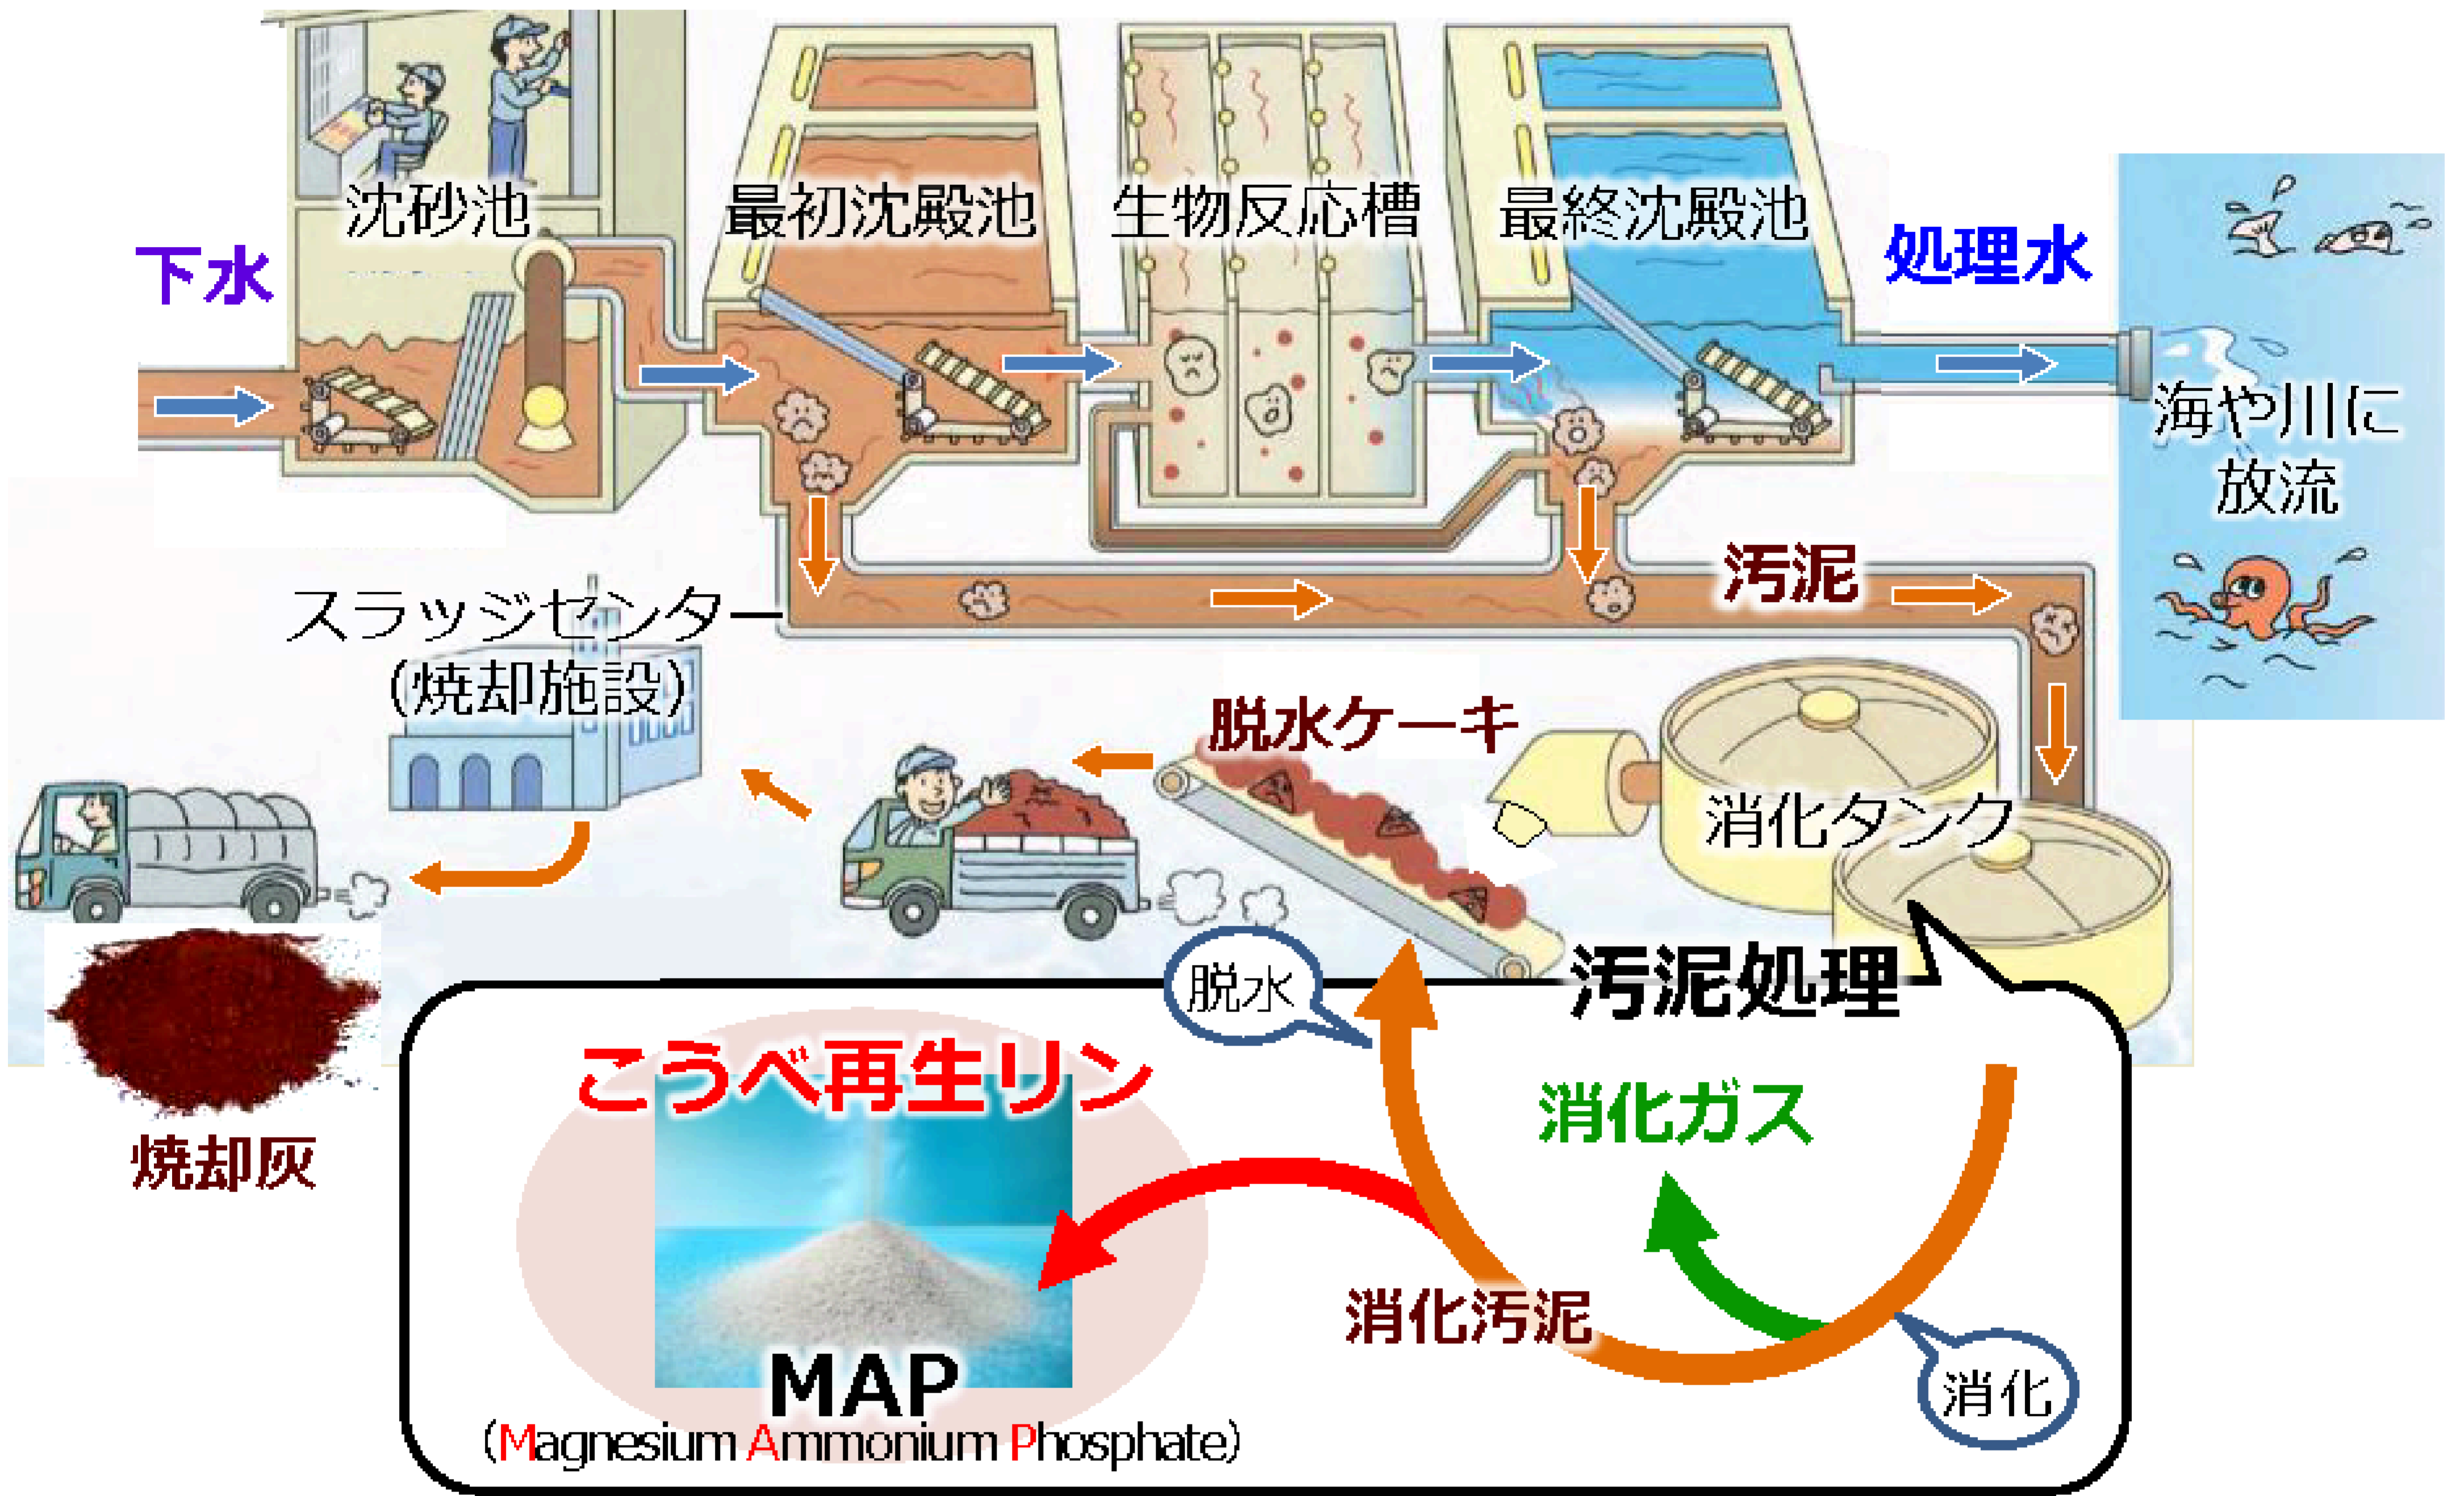 沈砂池
最初沈殿池
生物反応槽
最終沈殿池
下水
処理水
海や川に
放流
汚泥
スラッジセンター
(焼却施設)
脱水ケーキ
消化タンク
汚泥処理
脱水
こうべ再生リン
消化ガス
焼却灰
消化汚泥
MAP
消化
(Magnesium Ammonium Phosphate)